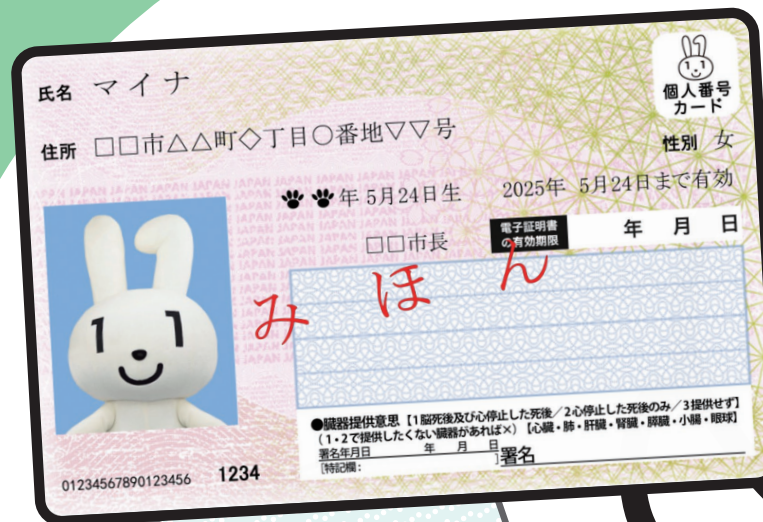 氏名 マイナ
個人番号
カード
住所 □□市△△町◇丁目〇番地▽▽号
性別 女
年 5月24日生 2025年 5月24日まで有効
□□市長
電子証明書
の有効期限
年 月 日
みほん
●臓器提供意思【1脳死後及び心停止した死後／2心停止した死後のみ／3提供せず】
（1・2で提供したくない臓器があれば×）【心臓・肺・肝臓・腎臓・膵臓・小腸・眼球】
署名年月日 年 月 日
[特記欄： ]署名
01234567890123456 1234